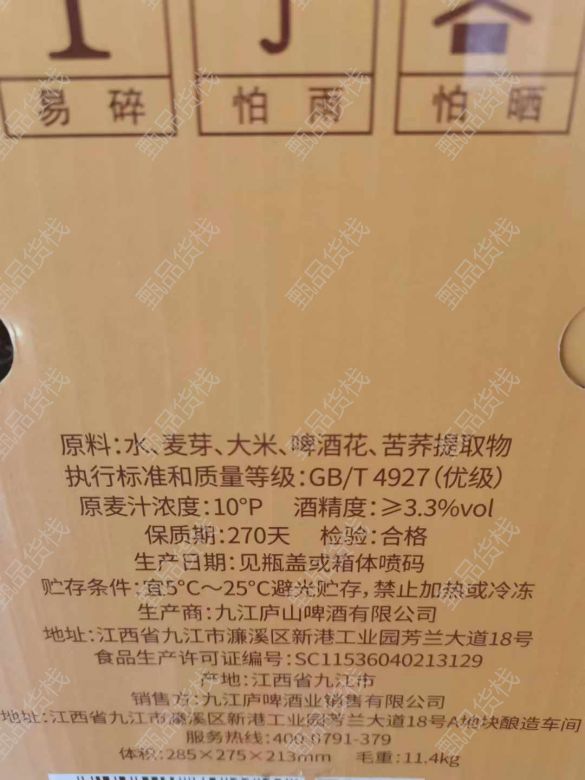 易碎 怕雨 怕晒
原料:水、麦芽、大米、啤酒花、苦荞提取物
执行标准和质量等级:GB/T 4927(优级)
原麦汁浓度:10°P 酒精度:≥3.3%vol
保质期:270天 检验:合格
生产日期:见瓶盖或箱体喷码
贮存条件:宜5℃~25℃避光贮存,禁止加热或冷冻
生产商:九江庐山啤酒有限公司
地址:江西省九江市濂溪区新港工业园芳兰大道18号
食品生产许可证编号:SC11536040213129
产地:江西省九江市
销售方:九江庐啤酒业销售有限公司
地址:江西省九江市濂溪区新港工业园芳兰大道18号A地块酿造车间
服务热线:400-0791-379
体积:285×275×213mm 毛重:11.4kg
甄品货栈